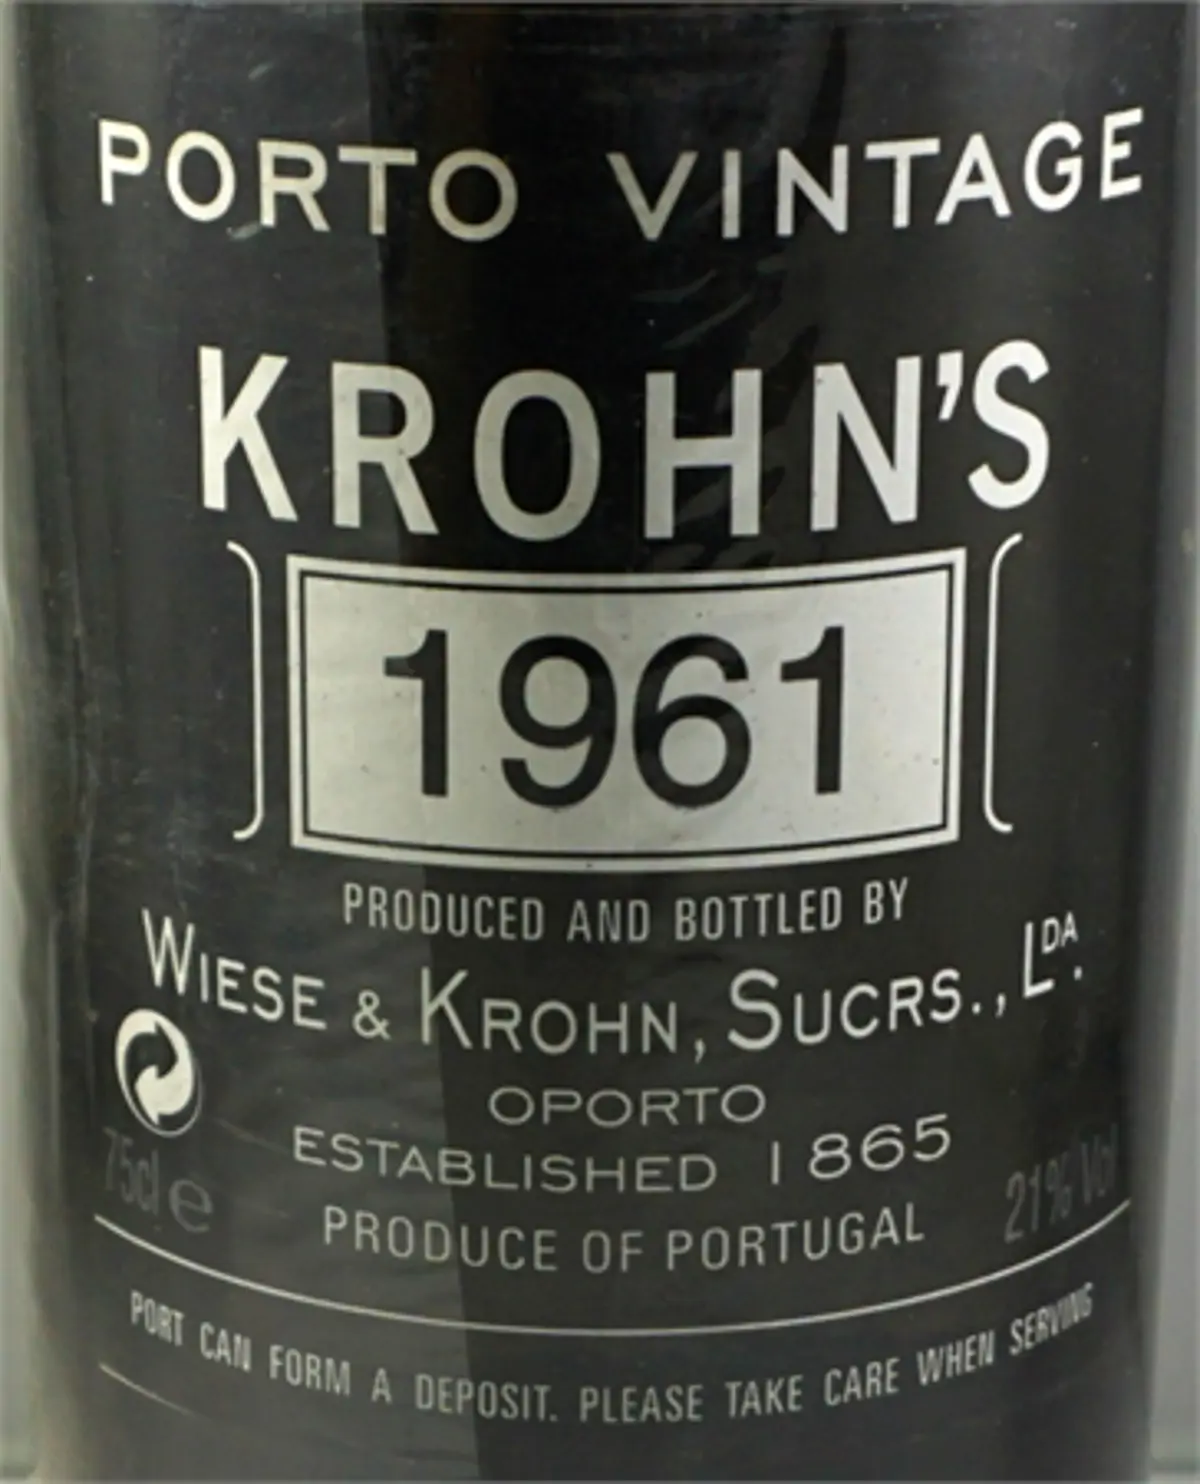 PORTO VINTAGE
KROHN'S
1961
PRODUCED AND BOTTLED BY
WIESE & KROHN, SUCRS., LDA.
OPORTO
ESTABLISHED 1865
75cl e
21% Vol
PRODUCE OF PORTUGAL
PORT CAN FORM A DEPOSIT. PLEASE TAKE CARE WHEN SERVING